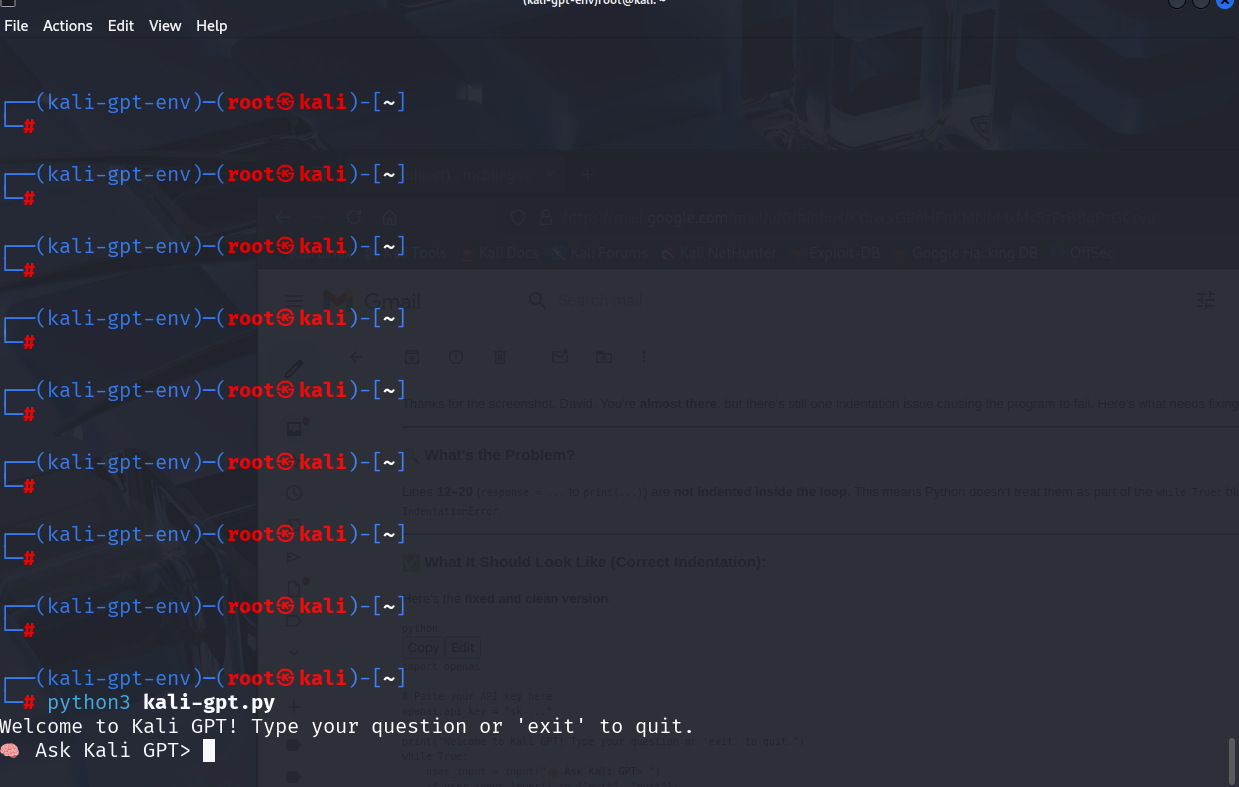 (kali-gpt-env)root@kali: ~
File Actions Edit View Help
┌──(kali-gpt-env)─(root㉿kali)-[~]
└─#
┌──(kali-gpt-env)─(root㉿kali)-[~]
└─#
┌──(kali-gpt-env)─(root㉿kali)-[~]
└─#
┌──(kali-gpt-env)─(root㉿kali)-[~]
└─#
┌──(kali-gpt-env)─(root㉿kali)-[~]
└─#
┌──(kali-gpt-env)─(root㉿kali)-[~]
└─#
┌──(kali-gpt-env)─(root㉿kali)-[~]
└─#
┌──(kali-gpt-env)─(root㉿kali)-[~]
└─#
┌──(kali-gpt-env)─(root㉿kali)-[~]
└─# python3 kali-gpt.py
Welcome to Kali GPT! Type your question or 'exit' to quit.
🧠 Ask Kali GPT>
google.com
Tools Kali Docs Kali Forums Kali NetHunter Exploit-DB Google Hacking DB OffSec
Gmail Search mail
Thanks for the screenshot, David. You're almost there, but there's still one indentation issue causing the program to fail. Here's what needs fixing
What's the Problem?
Lines 12–20 (response = ... to print(...)) are not indented inside the loop. This means Python doesn't treat them as part of the while True:
IndentationError
✅ What It Should Look Like (Correct Indentation):
Here's the fixed and clean version
python
Copy Edit
import openai
# Paste your API key here
openai.api_key = "sk-..."
print("Welcome to Kali GPT! Type your question or 'exit' to quit.")
while True:
user_input = input("🧠 Ask Kali GPT> ")